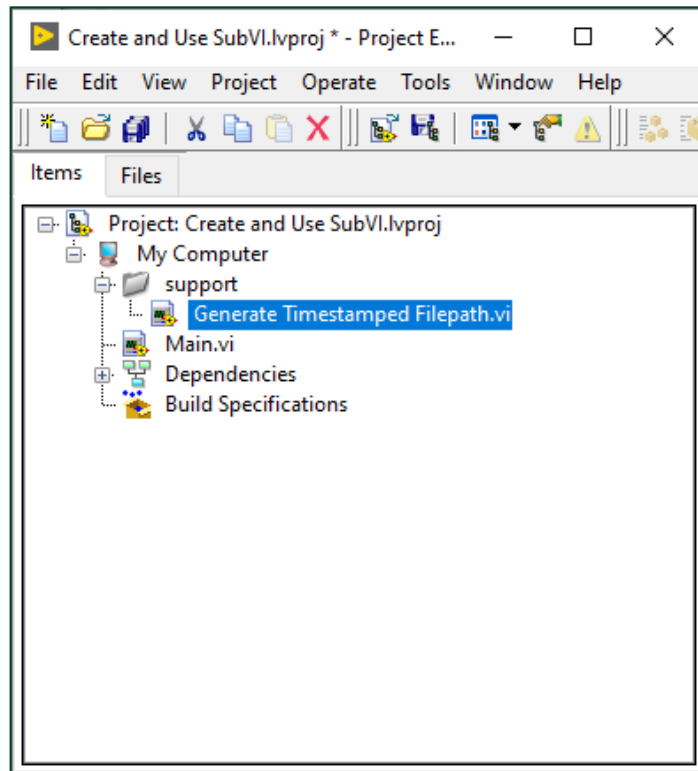 Create and Use SubVI.lvproj * - Project E...
File Edit View Project Operate Tools Window Help
Items Files
Project: Create and Use SubVI.lvproj
My Computer
support
Generate Timestamped Filepath.vi
Main.vi
Dependencies
Build Specifications